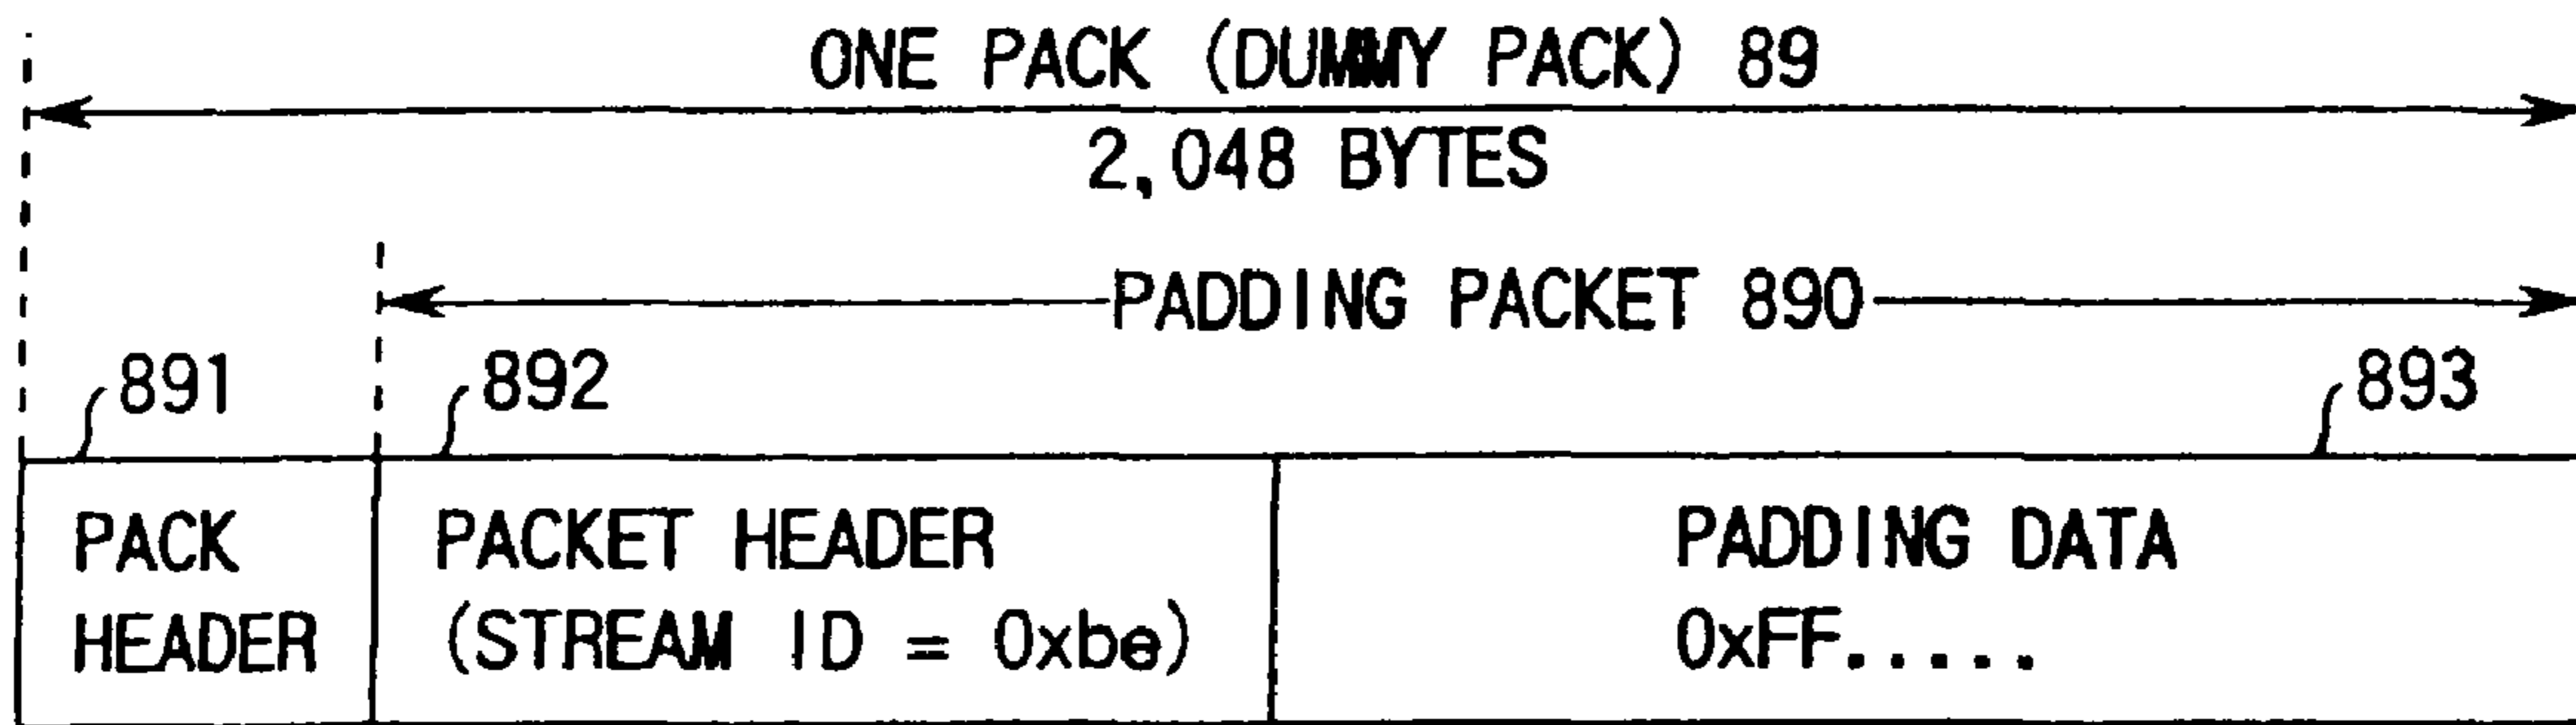 ONE PACK (DUMMY PACK) 89
2,048 BYTES
PADDING PACKET 890
891
892
893
PACK
HEADER
PACKET HEADER
(STREAM ID = 0xbe)
PADDING DATA
0xFF.....